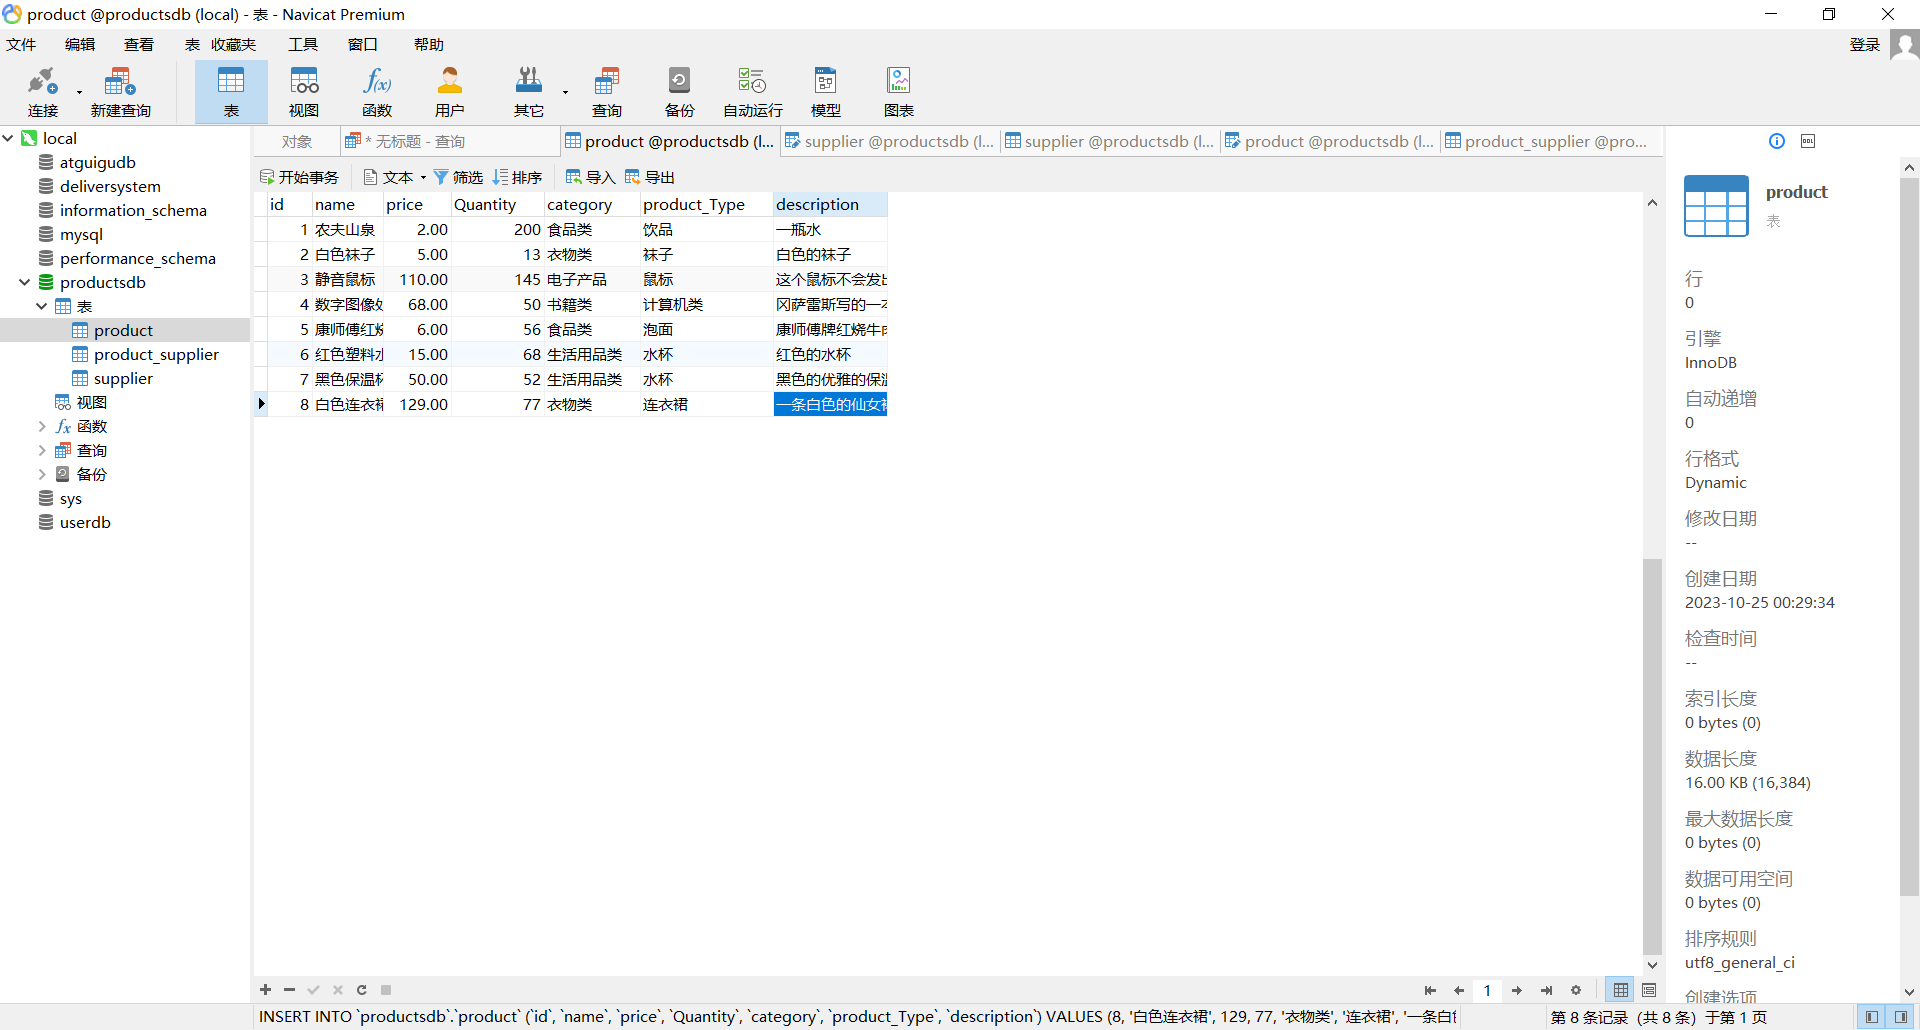 product @productsdb (local) - 表 - Navicat Premium
文件 编辑 查看 表 收藏夹 工具 窗口 帮助 登录
连接 新建查询 表 视图 函数 用户 其它 查询 备份 自动运行 模型 图表
local
atguigudb
deliversystem
information_schema
mysql
performance_schema
productsdb
表
product
product_supplier
supplier
视图
函数
查询
备份
sys
userdb
对象 * 无标题 - 查询 product @productsdb (l... supplier @productsdb (l... supplier @productsdb (l... product @productsdb (l... product_supplier @pro...
开始事务 文本 筛选 排序 导入 导出
id name price Quantity category product_Type description
1 农夫山泉 2.00 200 食品类 饮品 一瓶水
2 白色袜子 5.00 13 衣物类 袜子 白色的袜子
3 静音鼠标 110.00 145 电子产品 鼠标 这个鼠标不会发出
4 数字图像处 68.00 50 书籍类 计算机类 冈萨雷斯写的一本
5 康师傅红烧 6.00 56 食品类 泡面 康师傅牌红烧牛肉
6 红色塑料水 15.00 68 生活用品类 水杯 红色的水杯
7 黑色保温杯 50.00 52 生活用品类 水杯 黑色的优雅的保温
8 白色连衣裙 129.00 77 衣物类 连衣裙 一条白色的仙女裙
product
表
行
0
引擎
InnoDB
自动递增
0
行格式
Dynamic
修改日期
--
创建日期
2023-10-25 00:29:34
检查时间
--
索引长度
0 bytes (0)
数据长度
16.00 KB (16,384)
最大数据长度
0 bytes (0)
数据可用空间
0 bytes (0)
排序规则
utf8_general_ci
创建选项
1
INSERT INTO `productsdb`.`product` (`id`, `name`, `price`, `Quantity`, `category`, `product_Type`, `description`) VALUES (8, '白色连衣裙', 129, 77, '衣物类', '连衣裙', '一条白色
第 8 条记录 (共 8 条) 于第 1 页